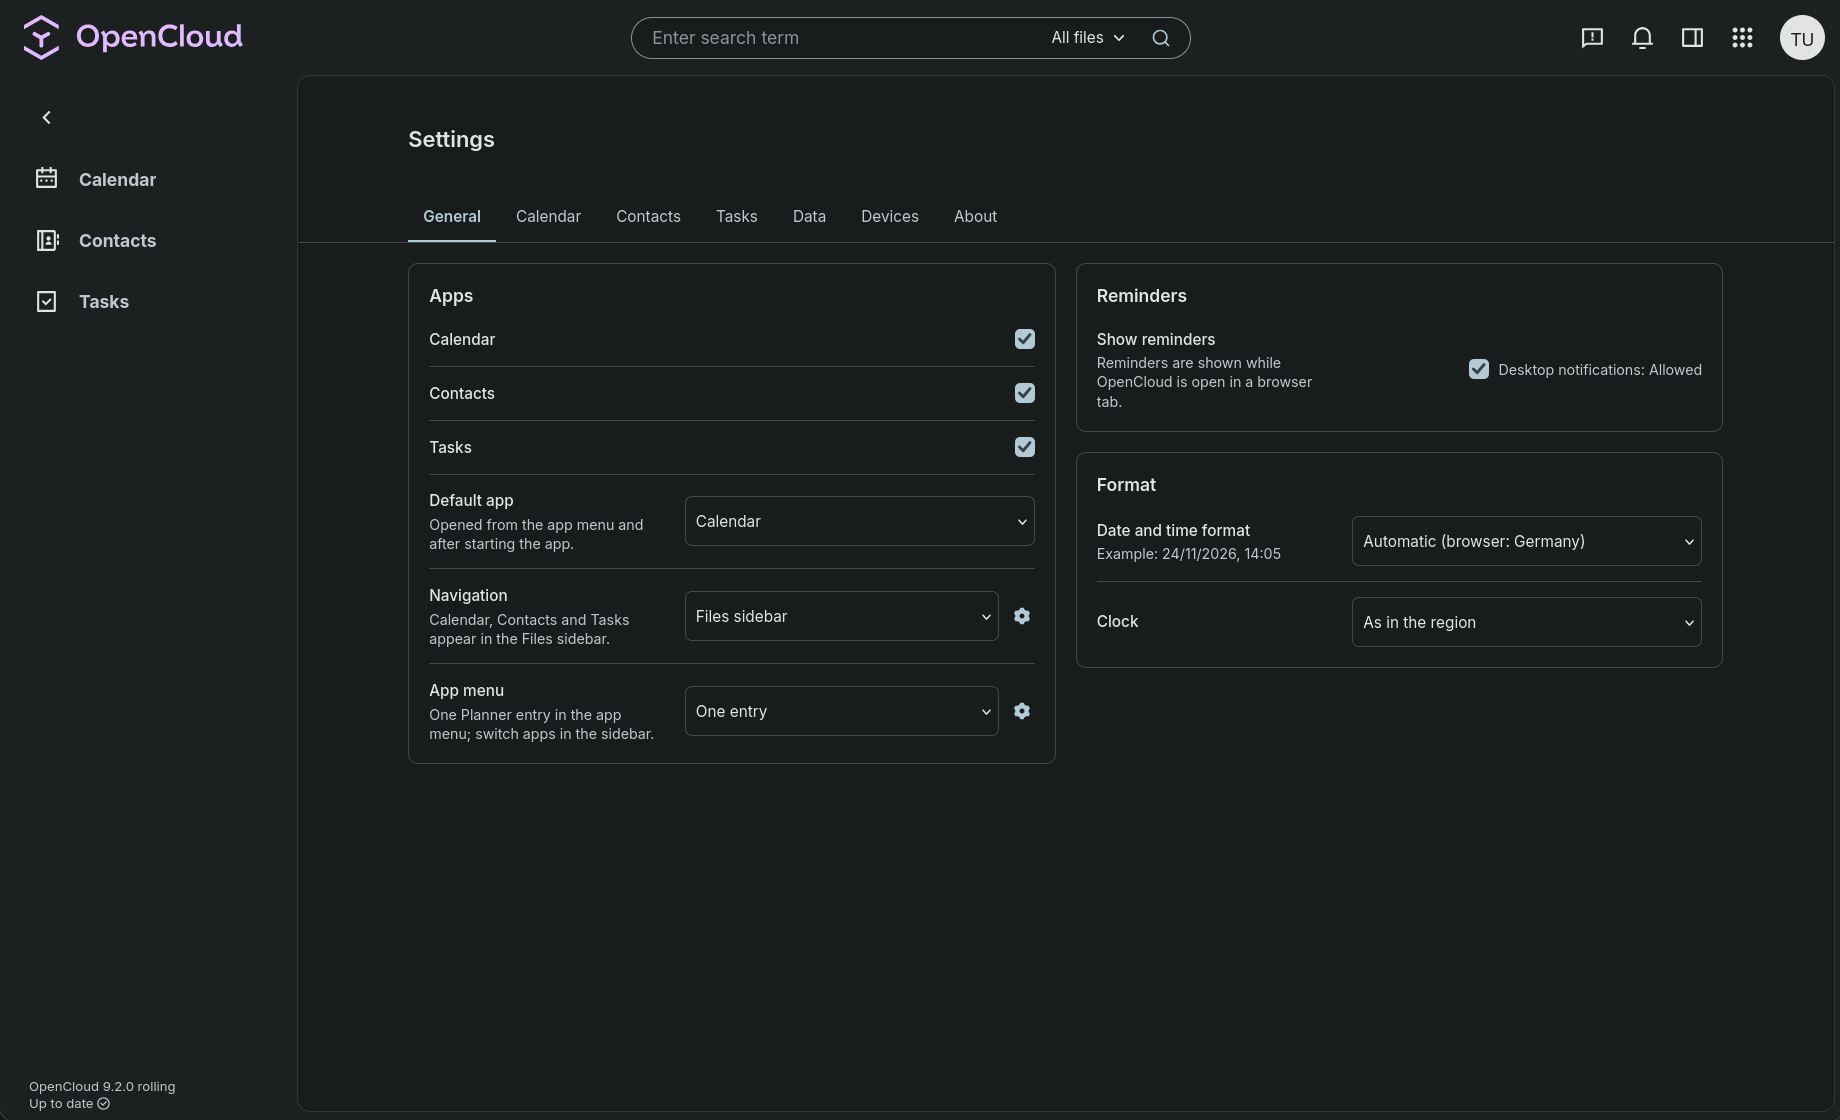 OpenCloud
Enter search term
All files
TU
Calendar
Contacts
Tasks
Settings
General
Calendar
Contacts
Tasks
Data
Devices
About
Apps
Calendar
Contacts
Tasks
Default app
Opened from the app menu and
after starting the app.
Calendar
Navigation
Calendar, Contacts and Tasks
appear in the Files sidebar.
Files sidebar
App menu
One Planner entry in the app
menu; switch apps in the sidebar.
One entry
Reminders
Show reminders
Reminders are shown while
OpenCloud is open in a browser
tab.
Desktop notifications: Allowed
Format
Date and time format
Example: 24/11/2026, 14:05
Automatic (browser: Germany)
Clock
As in the region
OpenCloud 9.2.0 rolling
Up to date